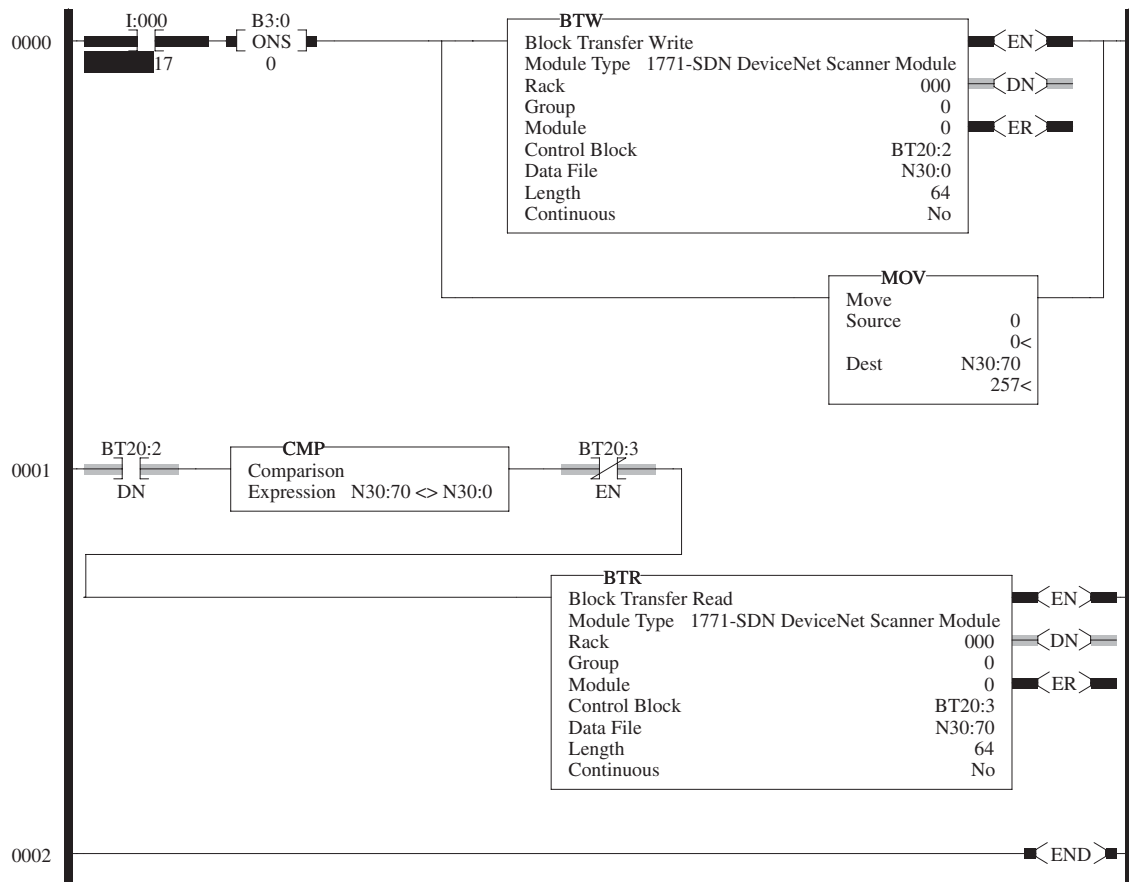 I:000 B3:0
0000 ONS
17 0
BTW
Block Transfer Write
Module Type 1771-SDN DeviceNet Scanner Module
Rack 000
Group 0
Module 0
Control Block BT20:2
Data File N30:0
Length 64
Continuous No
EN
DN
ER
MOV
Move
Source 0
0<
Dest N30:70
257<
0001
BT20:2
DN
CMP
Comparison
Expression N30:70 <> N30:0
BT20:3
EN
BTR
Block Transfer Read
Module Type 1771-SDN DeviceNet Scanner Module
Rack 000
Group 0
Module 0
Control Block BT20:3
Data File N30:70
Length 64
Continuous No
EN
DN
ER
0002 END